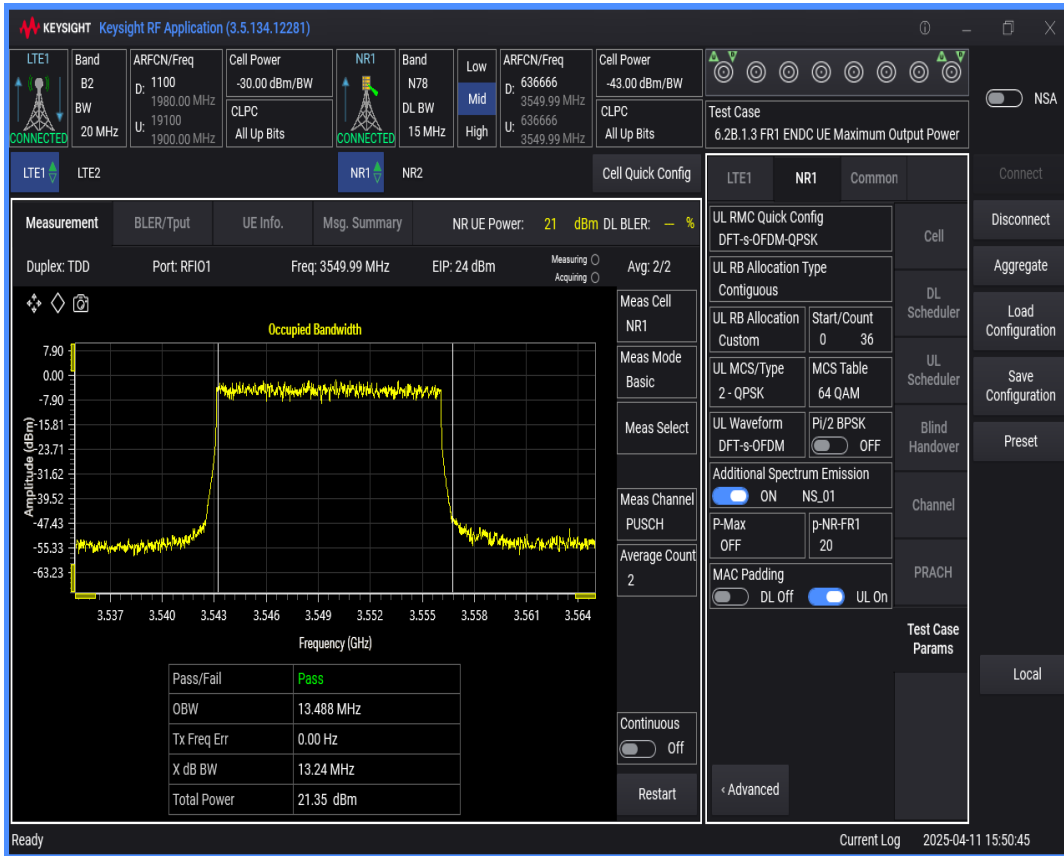 KEYSIGHT Keysight RF Application (3.5.134.12281)
LTE1
CONNECTED
Band
B2
BW
20 MHz
ARFCN/Freq
D: 1100
1980.00 MHz
U: 19100
1900.00 MHz
Cell Power
-30.00 dBm/BW
CLPC
All Up Bits
NR1
CONNECTED
Band
N78
DL BW
15 MHz
Low
Mid
High
ARFCN/Freq
D: 636666
3549.99 MHz
U: 636666
3549.99 MHz
Cell Power
-43.00 dBm/BW
CLPC
All Up Bits
Test Case
6.2B.1.3 FR1 ENDC UE Maximum Output Power
NSA
LTE1 LTE2 NR1 NR2 Cell Quick Config
Measurement BLER/Tput UE Info. Msg. Summary NR UE Power: 21 dBm DL BLER: — %
Duplex: TDD Port: RFIO1 Freq: 3549.99 MHz EIP: 24 dBm Measuring Acquiring Avg: 2/2
Occupied Bandwidth
Amplitude (dBm)
7.90
0.00
-7.90
-15.81
-23.71
-31.62
-39.52
-47.43
-55.33
-63.23
3.537 3.540 3.543 3.546 3.549 3.552 3.555 3.558 3.561 3.564
Frequency (GHz)
Pass/Fail Pass
OBW 13.488 MHz
Tx Freq Err 0.00 Hz
X dB BW 13.24 MHz
Total Power 21.35 dBm
Meas Cell
NR1
Meas Mode
Basic
Meas Select
Meas Channel
PUSCH
Average Count
2
Continuous
Off
Restart
LTE1 NR1 Common
UL RMC Quick Config
DFT-s-OFDM-QPSK
UL RB Allocation Type
Contiguous
UL RB Allocation
Custom
Start/Count
0 36
UL MCS/Type
2 - QPSK
MCS Table
64 QAM
UL Waveform
DFT-s-OFDM
Pi/2 BPSK
OFF
Additional Spectrum Emission
ON NS_01
P-Max
OFF
p-NR-FR1
20
MAC Padding
DL Off UL On
‹ Advanced
Cell
DL
Scheduler
UL
Scheduler
Blind
Handover
Channel
PRACH
Test Case
Params
Connect
Disconnect
Aggregate
Load
Configuration
Save
Configuration
Preset
Local
Ready Current Log 2025-04-11 15:50:45